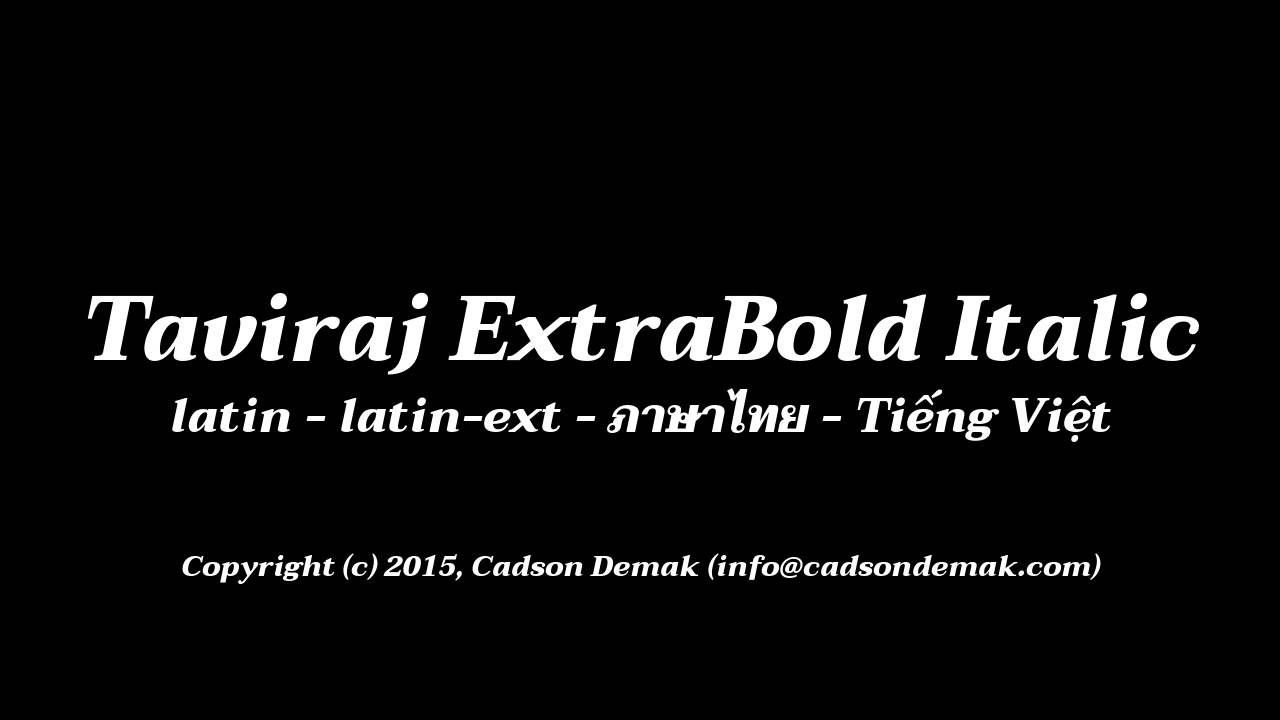 Taviraj ExtraBold Italic
latin - latin-ext - ภาษาไทย - Tiếng Việt
Copyright (c) 2015, Cadson Demak (info@cadsondemak.com)